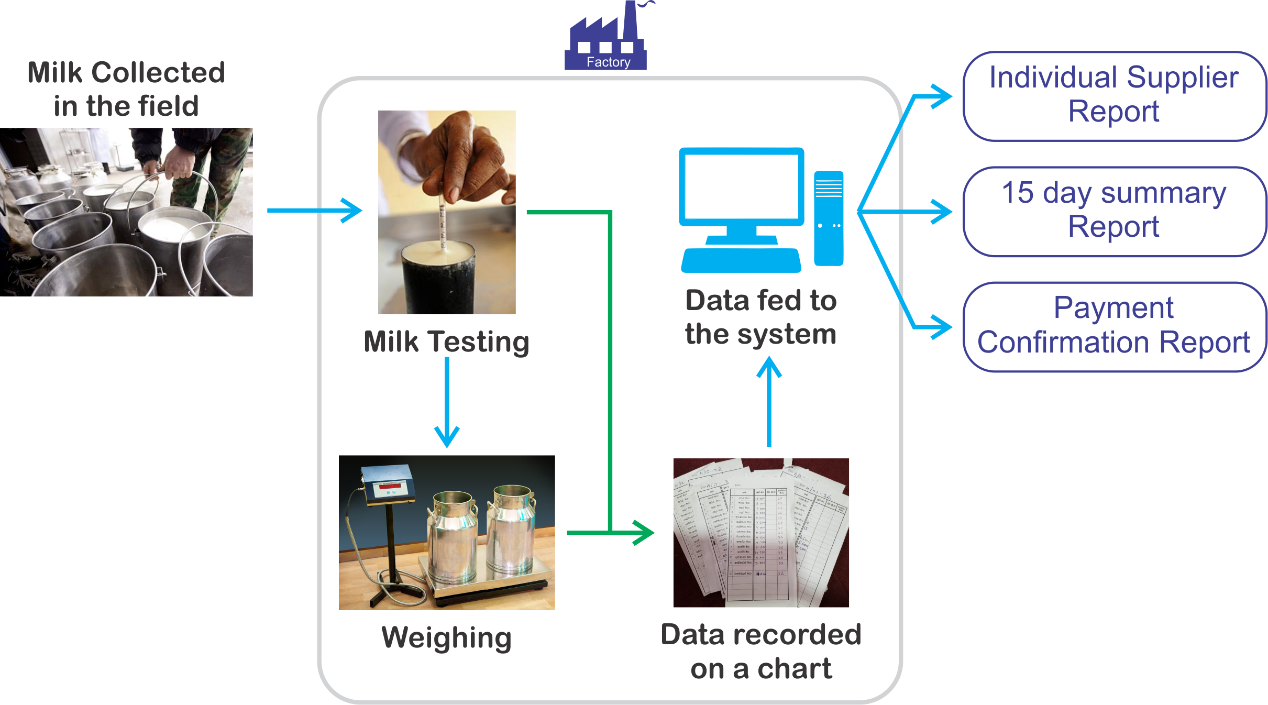 Factory
Milk Collected
in the field
Milk Testing
Weighing
Data recorded
on a chart
Data fed to
the system
Individual Supplier
Report
15 day summary
Report
Payment
Confirmation Report